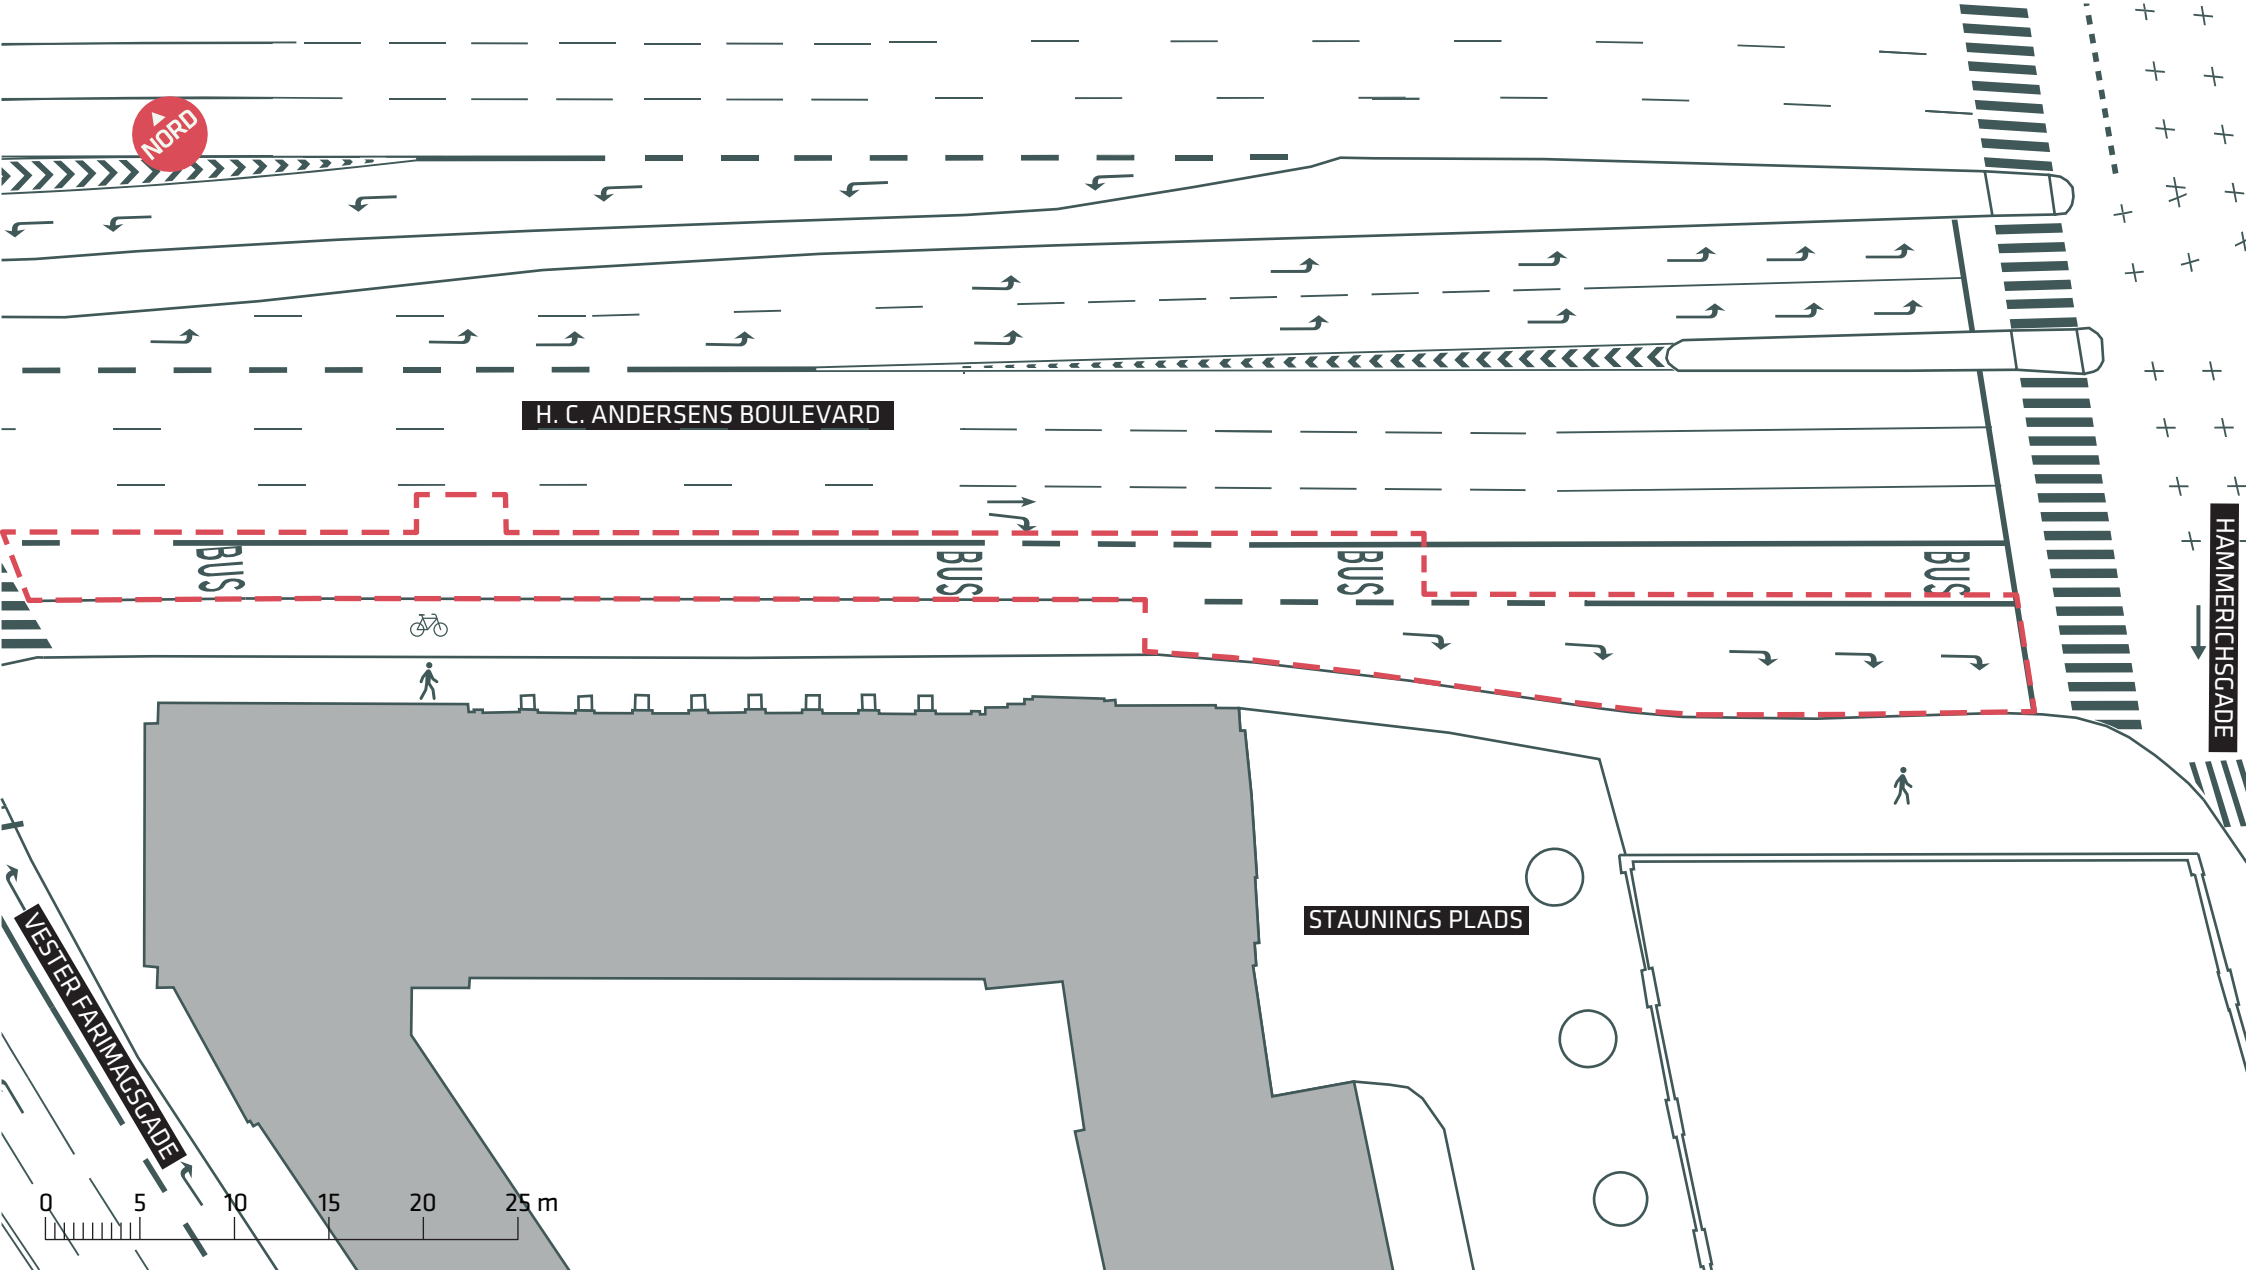 NORD
H. C. ANDERSENS BOULEVARD
BUS
BUS
BUS
BUS
HAMMERICHSGADE
STAUNINGS PLADS
VESTER FARIMAGSGADE
0 5 10 15 20 25 m